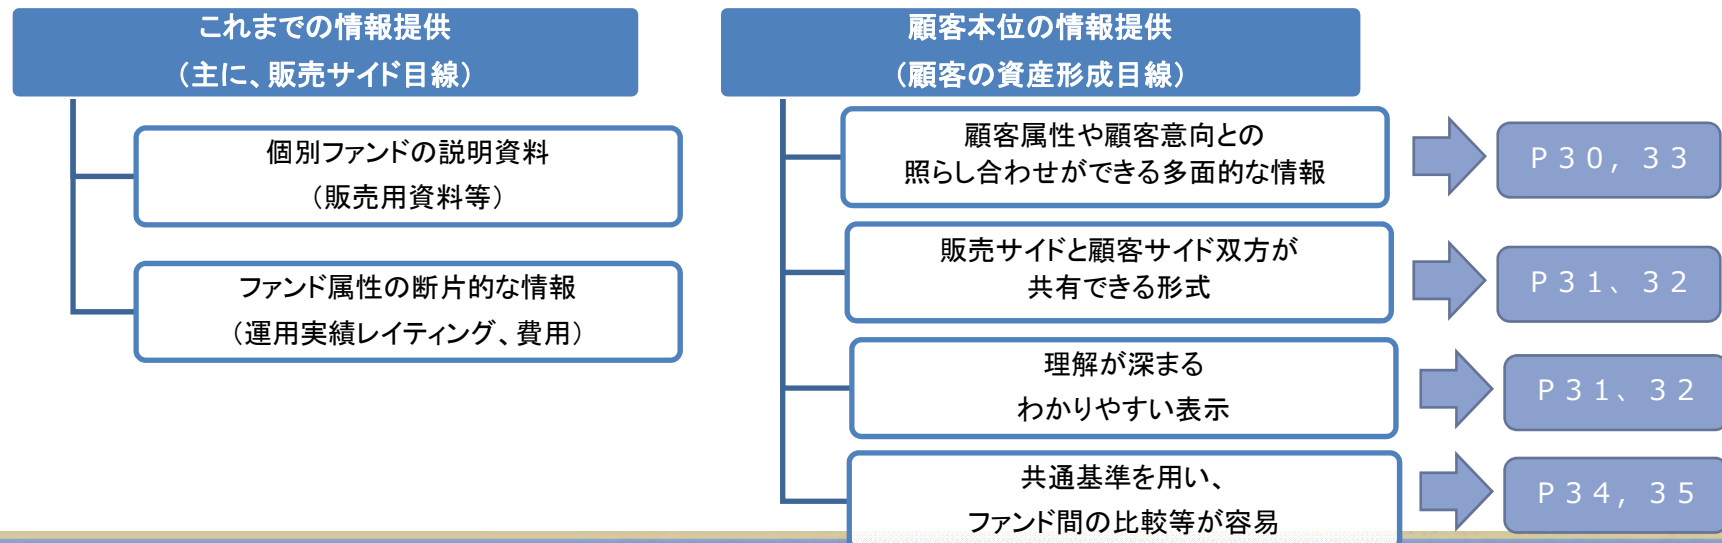 これまでの情報提供
（主に、販売サイド目線）
個別ファンドの説明資料
（販売用資料等）
ファンド属性の断片的な情報
（運用実績レイティング、費用）
顧客本位の情報提供
（顧客の資産形成目線）
顧客属性や顧客意向との
照らし合わせができる多面的な情報
Ｐ３０，３３
販売サイドと顧客サイド双方が
共有できる形式
Ｐ３１、３２
理解が深まる
わかりやすい表示
Ｐ３１、３２
共通基準を用い、
ファンド間の比較等が容易
Ｐ３４，３５